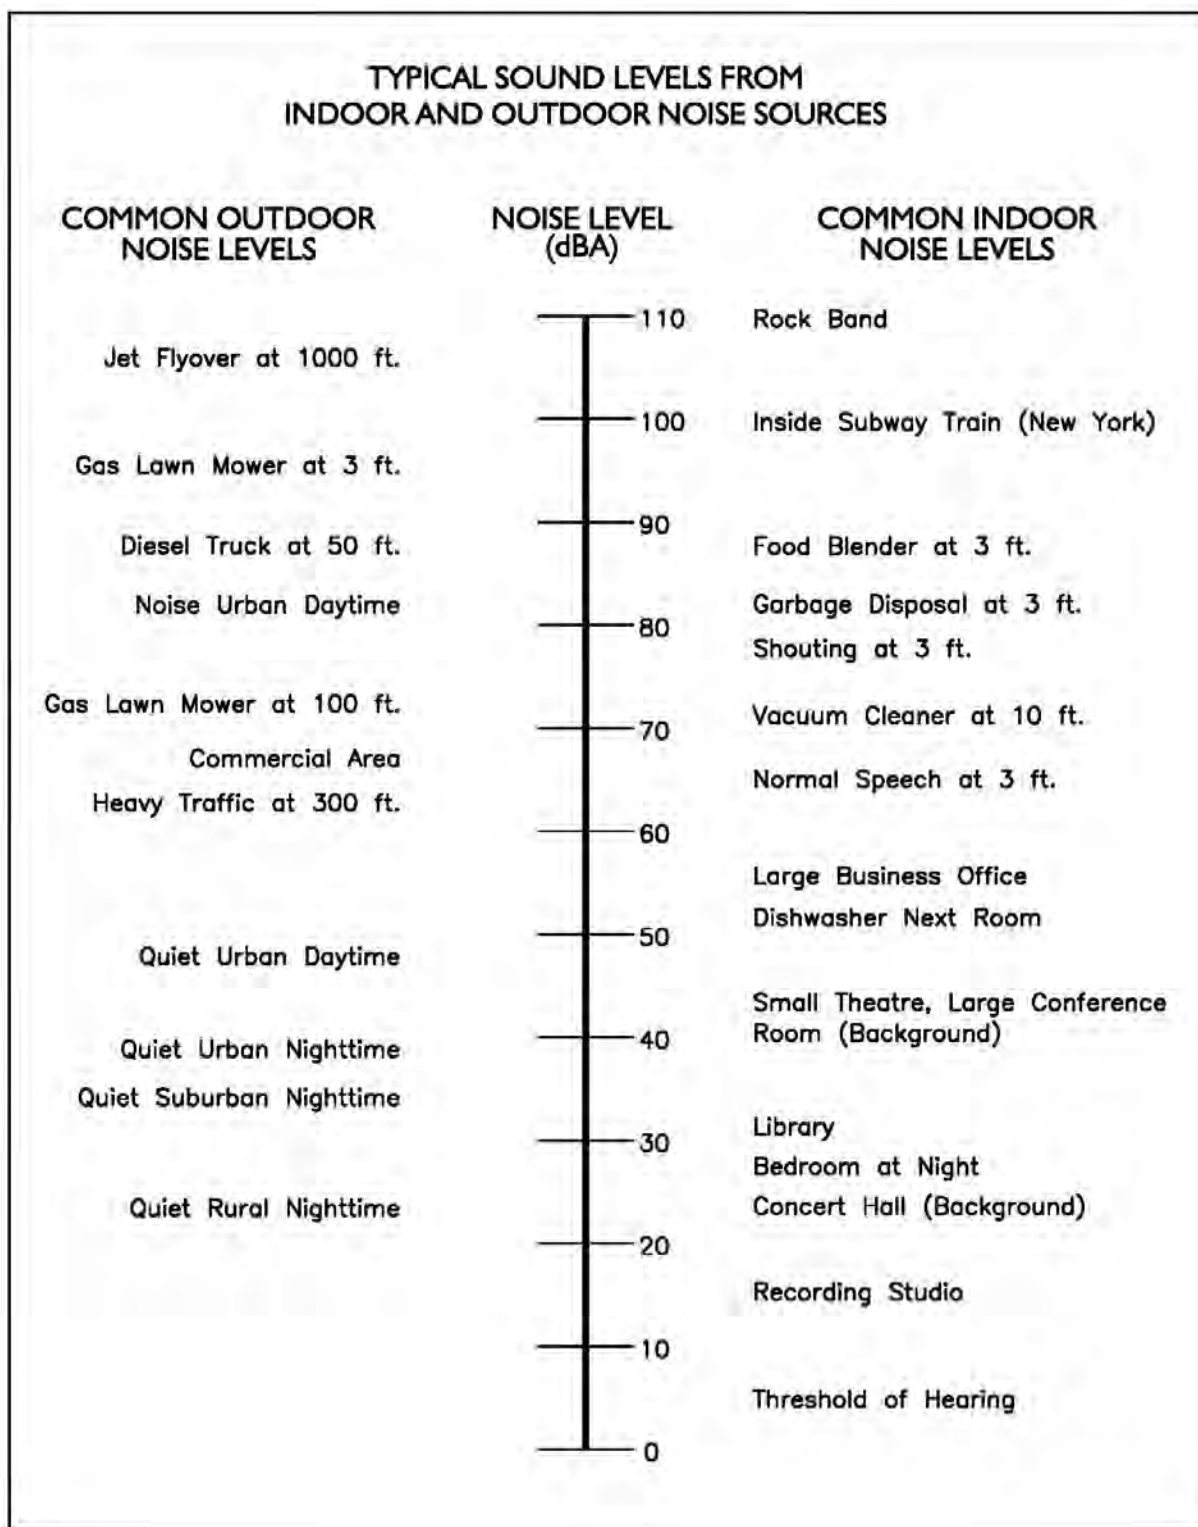 TYPICAL SOUND LEVELS FROM
INDOOR AND OUTDOOR NOISE SOURCES
COMMON OUTDOOR
NOISE LEVELS
NOISE LEVEL
(dBA)
COMMON INDOOR
NOISE LEVELS
110
Rock Band
Jet Flyover at 1000 ft.
100
Inside Subway Train (New York)
Gas Lawn Mower at 3 ft.
90
Diesel Truck at 50 ft.
Food Blender at 3 ft.
Noise Urban Daytime
Garbage Disposal at 3 ft.
80
Shouting at 3 ft.
Gas Lawn Mower at 100 ft.
Vacuum Cleaner at 10 ft.
70
Commercial Area
Normal Speech at 3 ft.
Heavy Traffic at 300 ft.
60
Large Business Office
Dishwasher Next Room
50
Quiet Urban Daytime
Small Theatre, Large Conference
Room (Background)
40
Quiet Urban Nighttime
Quiet Suburban Nighttime
Library
30
Bedroom at Night
Quiet Rural Nighttime
Concert Hall (Background)
20
Recording Studio
10
Threshold of Hearing
0